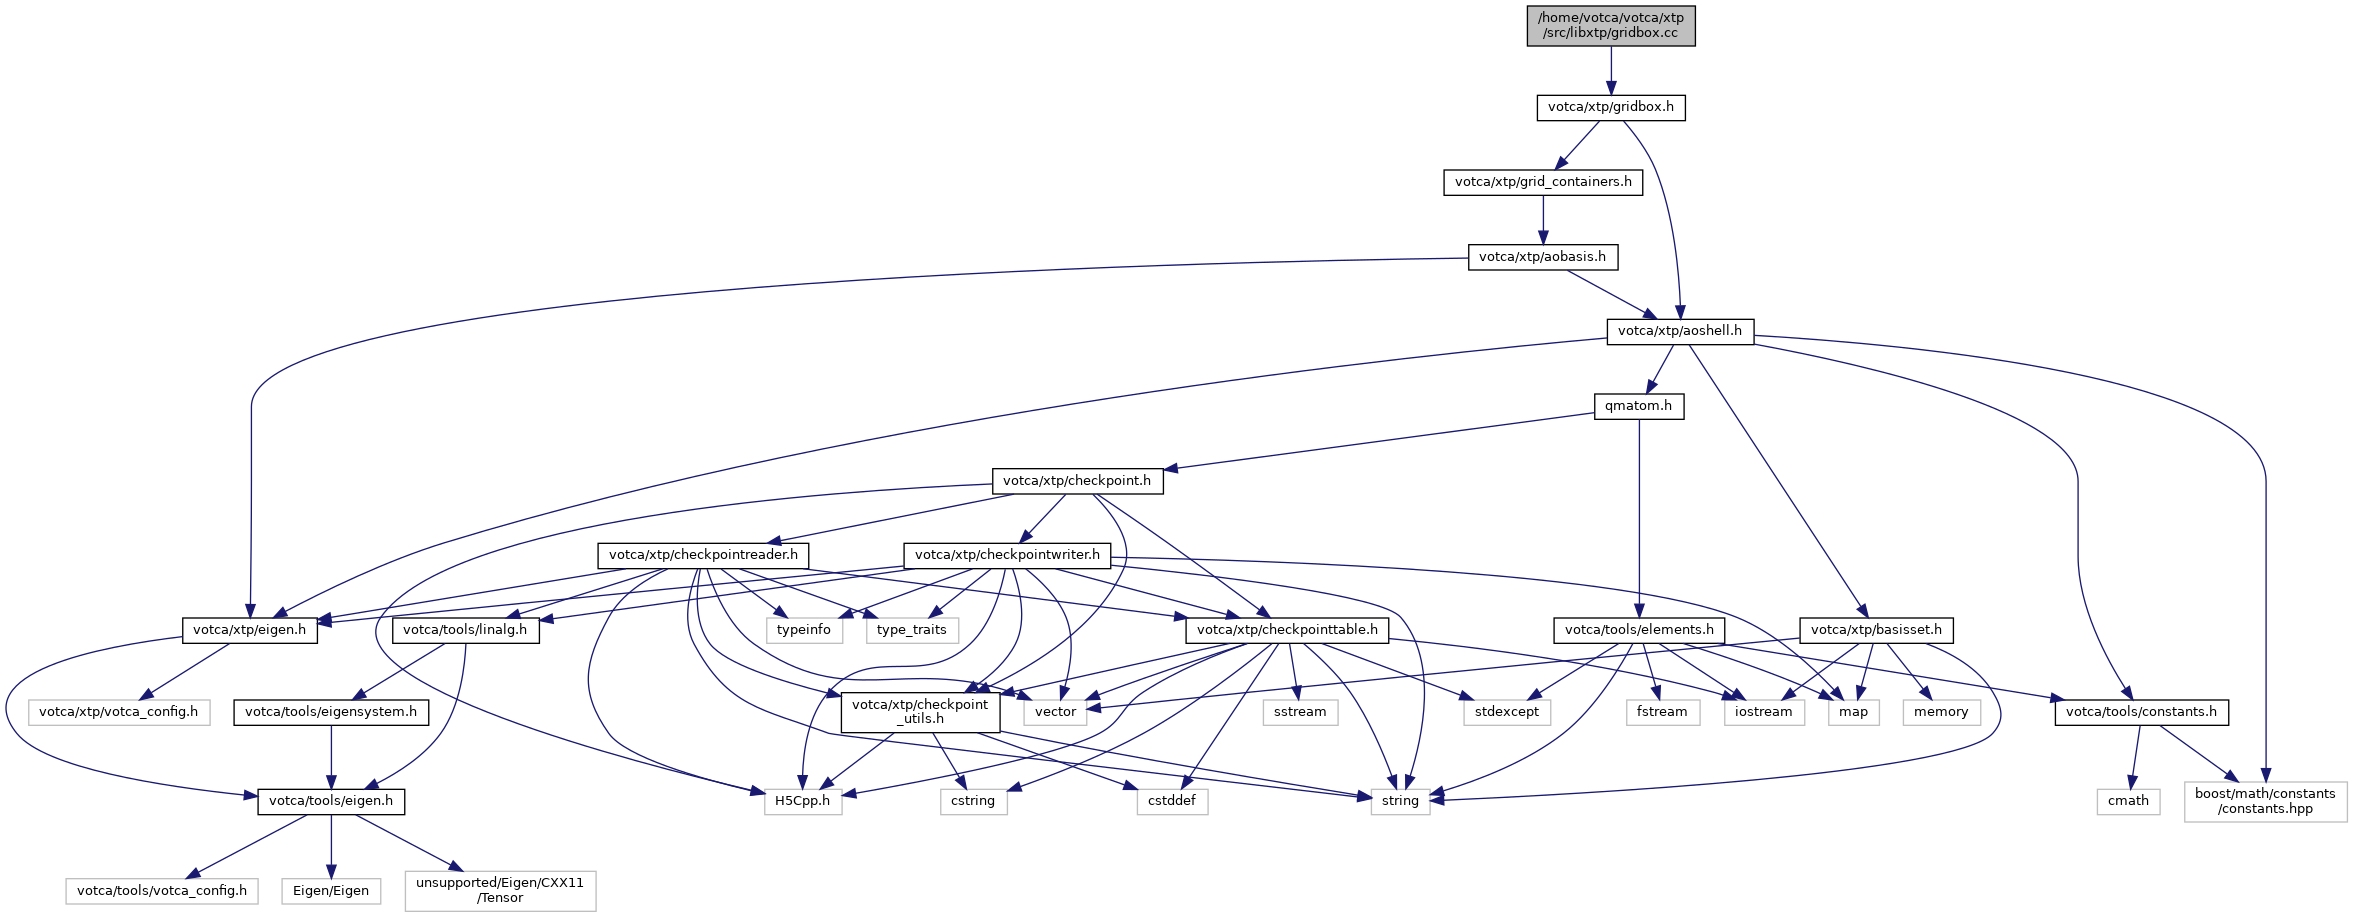 /home/votca/votca/xtp
/src/libxtp/gridbox.cc
votca/xtp/gridbox.h
votca/xtp/grid_containers.h
votca/xtp/aobasis.h
votca/xtp/aoshell.h
qmatom.h
votca/xtp/checkpoint.h
votca/xtp/checkpointreader.h
votca/xtp/checkpointwriter.h
votca/xtp/eigen.h
votca/tools/linalg.h
typeinfo
type_traits
votca/xtp/checkpointtable.h
votca/tools/elements.h
votca/xtp/basisset.h
votca/xtp/votca_config.h
votca/tools/eigensystem.h
votca/xtp/checkpoint
_utils.h
vector
sstream
stdexcept
fstream
iostream
map
memory
votca/tools/constants.h
votca/tools/eigen.h
H5Cpp.h
cstring
cstddef
string
cmath
boost/math/constants
/constants.hpp
votca/tools/votca_config.h
Eigen/Eigen
unsupported/Eigen/CXX11
/Tensor